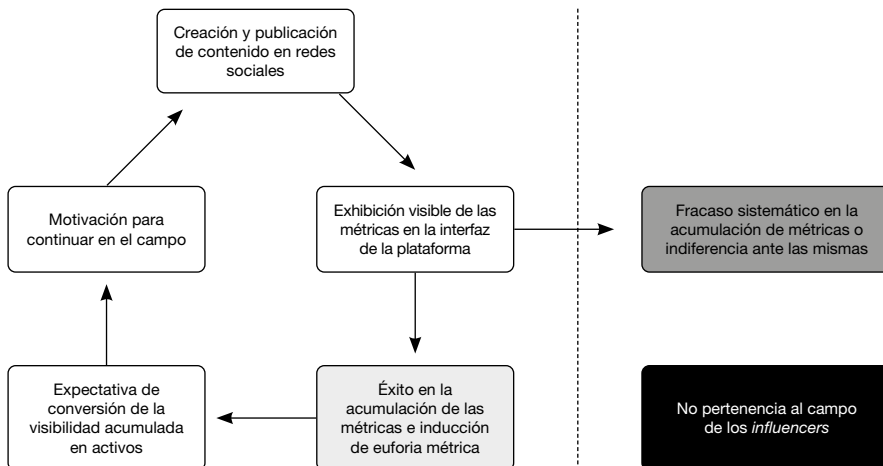 Creación y publicación
de contenido en redes
sociales
Motivación para
continuar en el campo
Exhibición visible de las
métricas en la interfaz
de la plataforma
Fracaso sistemático en la
acumulación de métricas o
indiferencia ante las mismas
Expectativa de
conversión de la
visibilidad acumulada
en activos
Éxito en la
acumulación de las
métricas e inducción
de euforia métrica
No pertenencia al campo
de los influencers